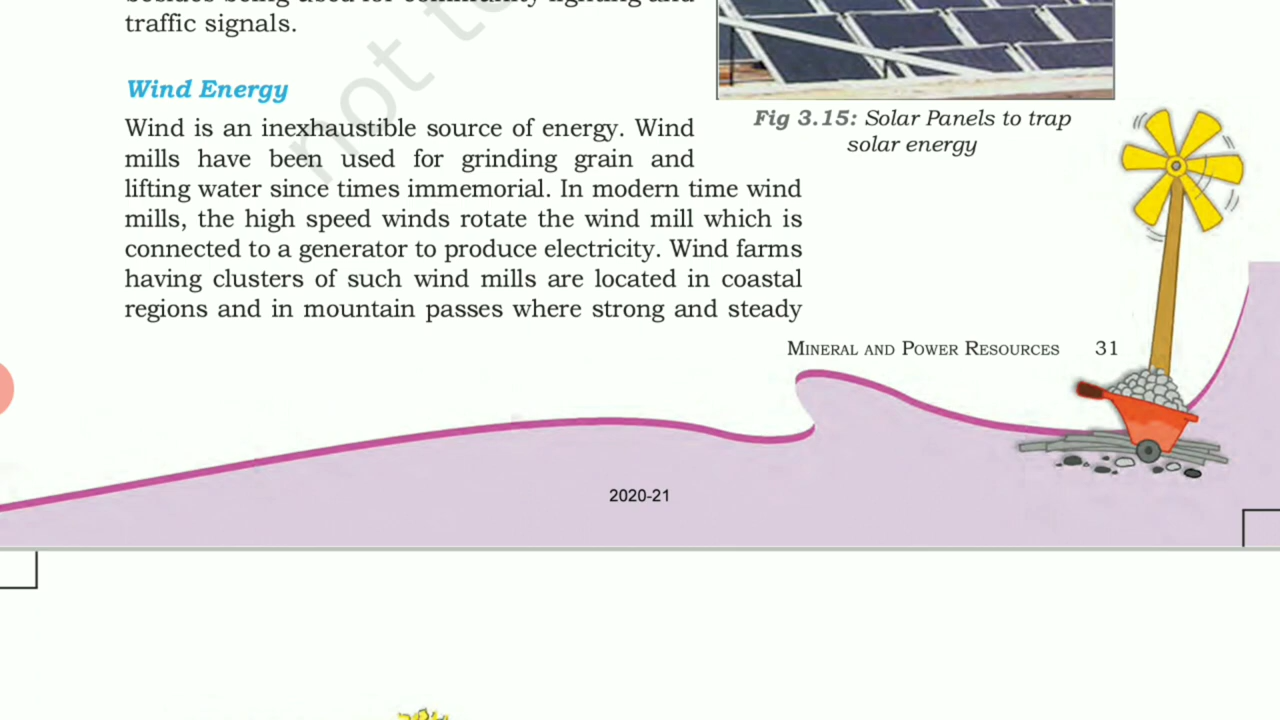 traffic signals.
Wind Energy
Wind is an inexhaustible source of energy. Wind
mills have been used for grinding grain and
lifting water since times immemorial. In modern time wind
mills, the high speed winds rotate the wind mill which is
connected to a generator to produce electricity. Wind farms
having clusters of such wind mills are located in coastal
regions and in mountain passes where strong and steady
Fig 3.15: Solar Panels to trap
solar energy
MINERAL AND POWER RESOURCES 31
2020-21
not